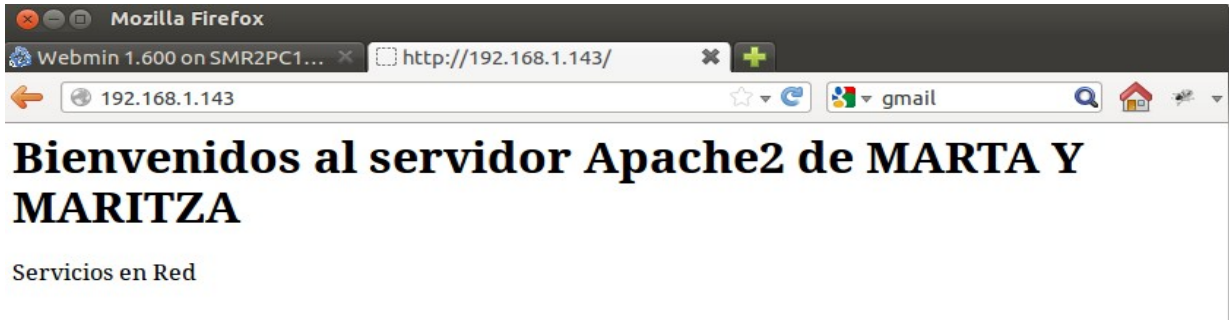 Mozilla Firefox
Webmin 1.600 on SMR2PC1...
http://192.168.1.143/
192.168.1.143
gmail
Bienvenidos al servidor Apache2 de MARTA Y
MARITZA
Servicios en Red